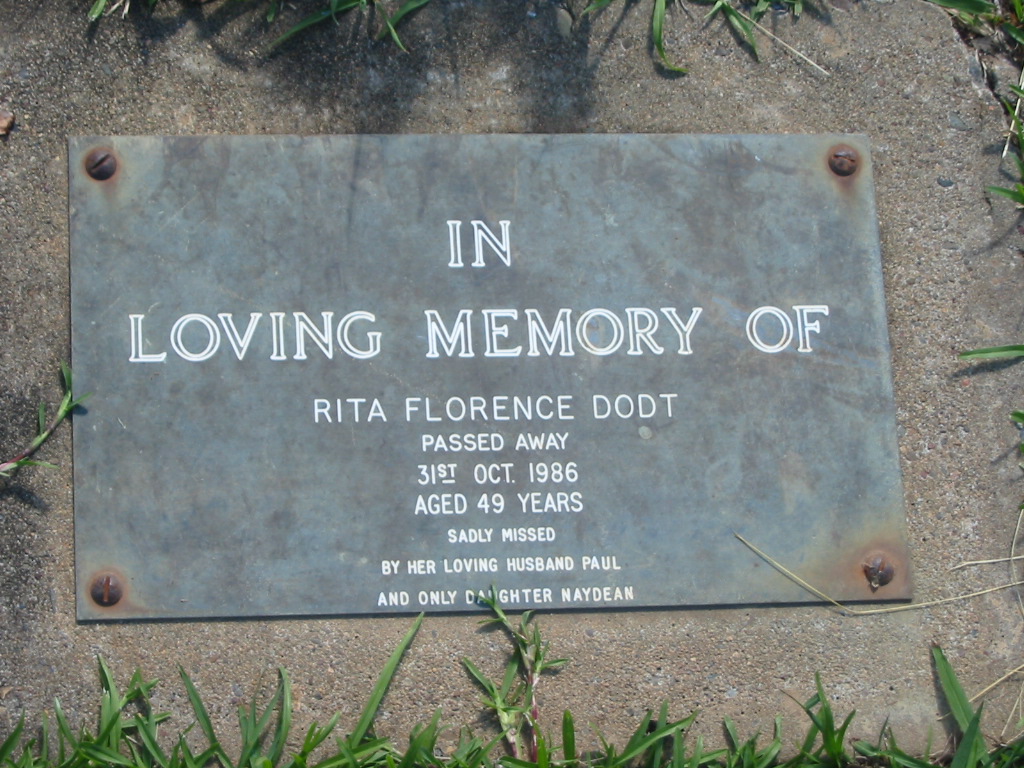 IN
LOVING MEMORY OF
RITA FLORENCE DODT
PASSED AWAY
31ST OCT. 1986
AGED 49 YEARS
SADLY MISSED
BY HER LOVING HUSBAND PAUL
AND ONLY DAUGHTER NAYDEAN